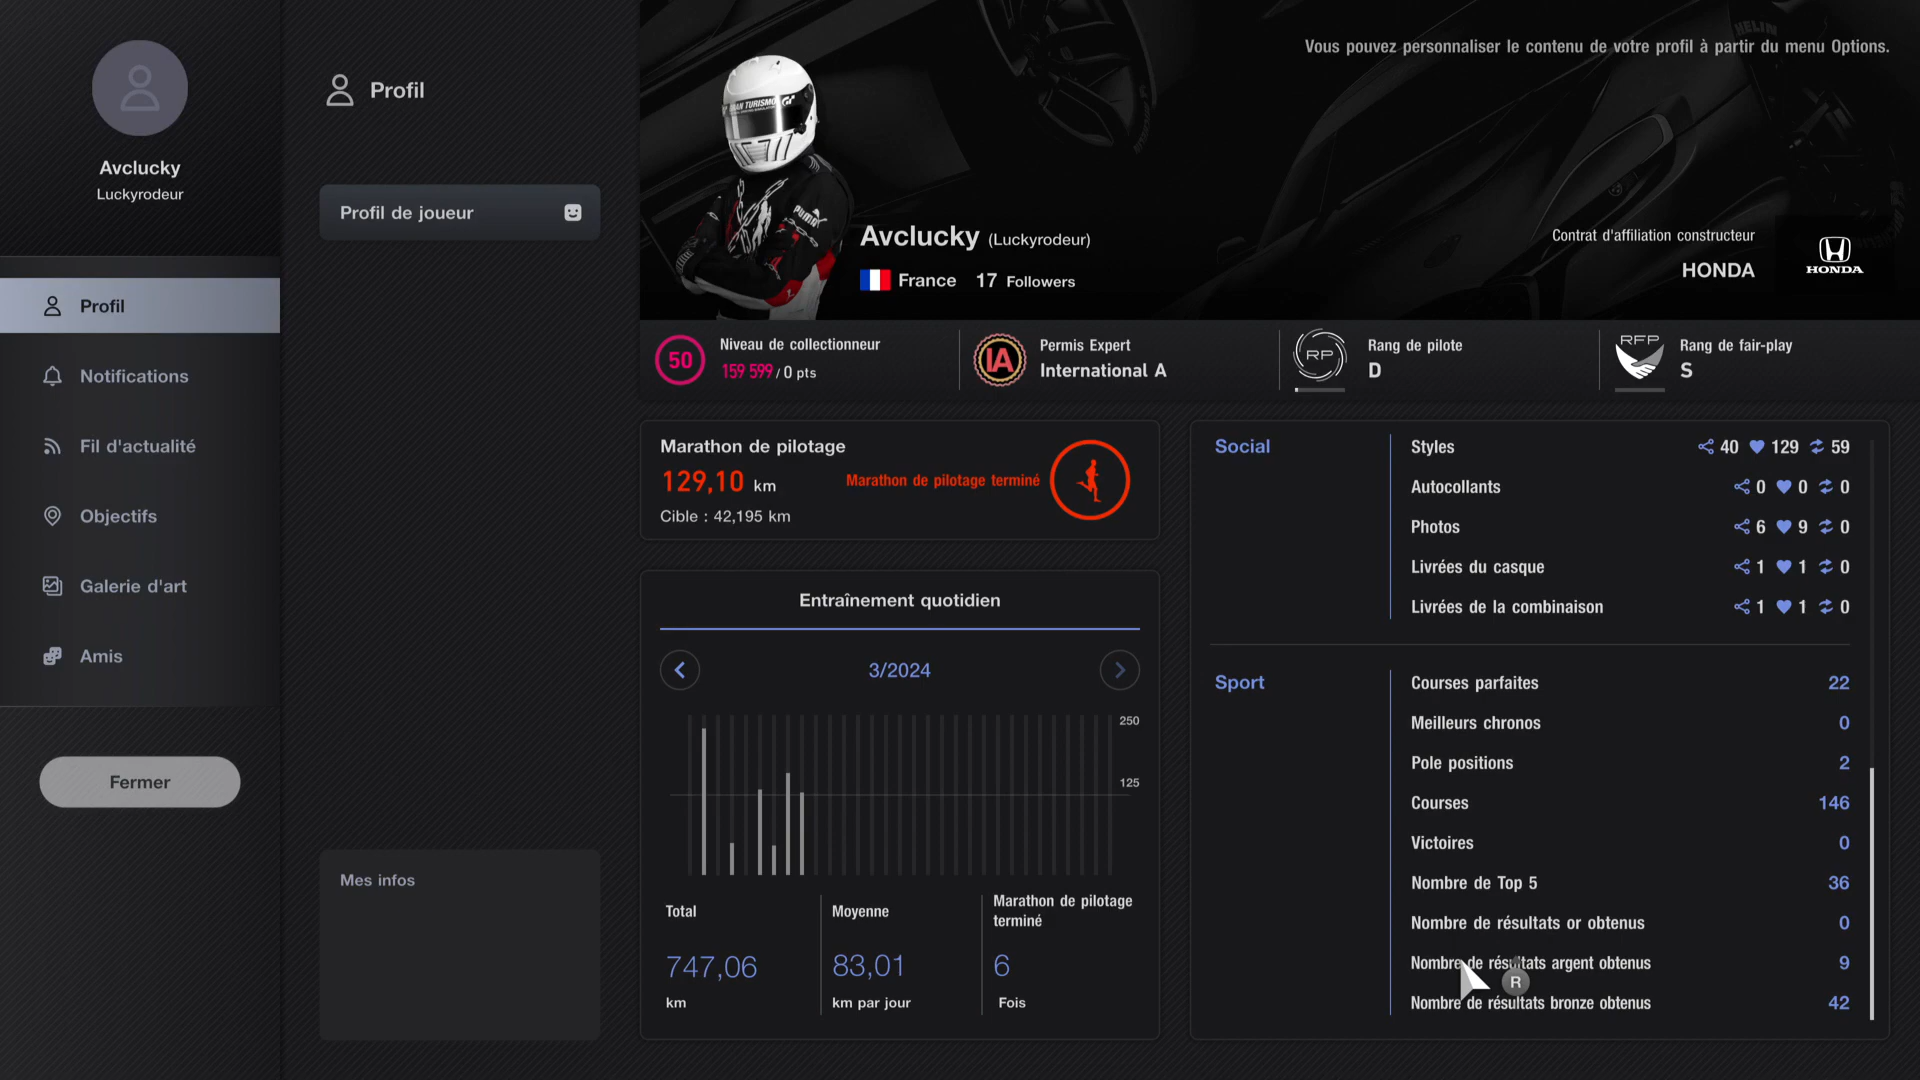 Avclucky
Luckyrodeur
Profil
Notifications
Fil d'actualité
Objectifs
Galerie d'art
Amis
Fermer
Profil
Profil de joueur
Mes infos
Vous pouvez personnaliser le contenu de votre profil à partir du menu Options.
GRAN TURISMO
PUMA
Avclucky (Luckyrodeur)
France 17 Followers
Contrat d'affiliation constructeur
HONDA
HONDA
50
Niveau de collectionneur
159 599 / 0 pts
IA
Permis Expert
International A
RP
Rang de pilote
D
RFP
Rang de fair-play
S
Marathon de pilotage
129,10 km
Marathon de pilotage terminé
Cible : 42,195 km
Entraînement quotidien
3/2024
250
125
Total
747,06
km
Moyenne
83,01
km par jour
Marathon de pilotage
terminé
6
Fois
Social
Styles 40 129 59
Autocollants 0 0 0
Photos 6 9 0
Livrées du casque 1 1 0
Livrées de la combinaison 1 1 0
Sport
Courses parfaites 22
Meilleurs chronos 0
Pole positions 2
Courses 146
Victoires 0
Nombre de Top 5 36
Nombre de résultats or obtenus 0
Nombre de résultats argent obtenus 9
R
Nombre de résultats bronze obtenus 42